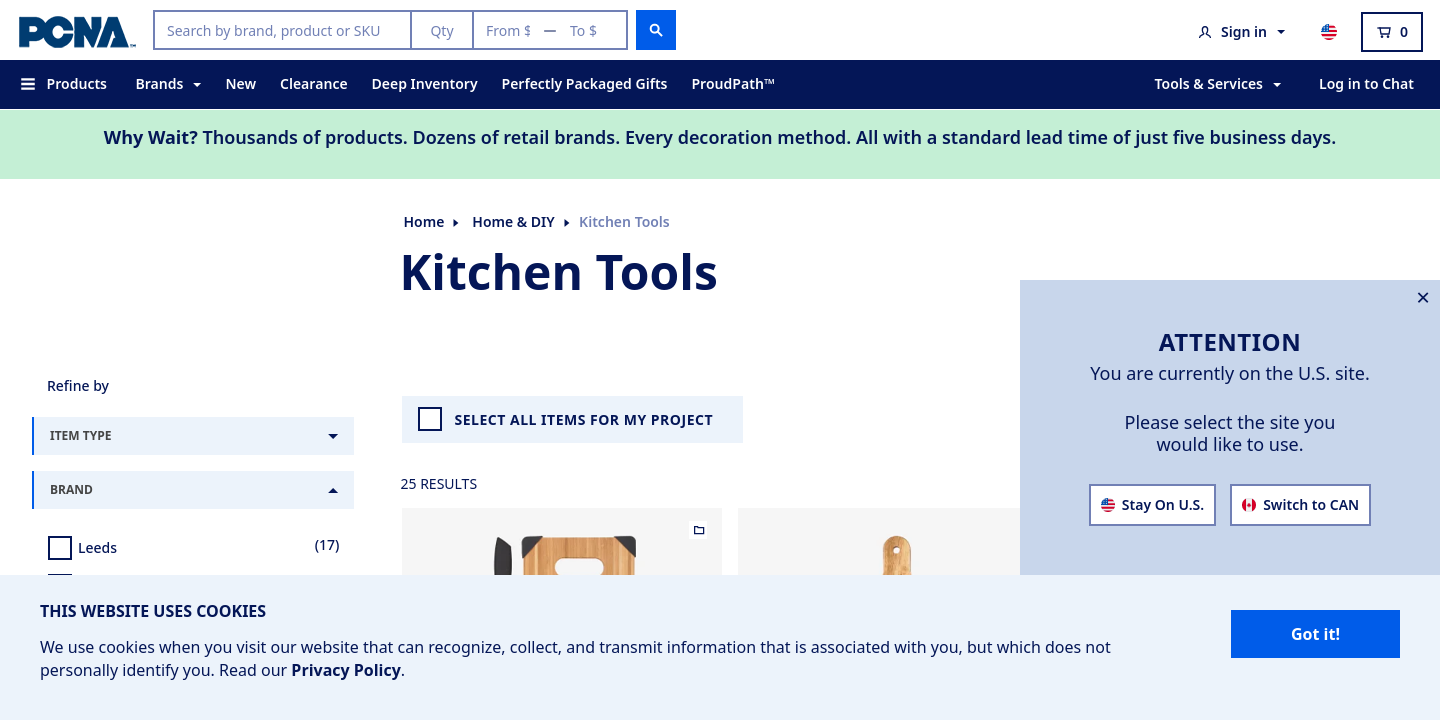 PCNA™
Search by brand, product or SKU
Qty
From $ — To $
Sign in
0
Products
Brands
New
Clearance
Deep Inventory
Perfectly Packaged Gifts
ProudPath™
Tools & Services
Log in to Chat
Why Wait? Thousands of products. Dozens of retail brands. Every decoration method. All with a standard lead time of just five business days.
Home
Home & DIY
Kitchen Tools
Kitchen Tools
Refine by
ITEM TYPE
BRAND
Leeds
(17)
SELECT ALL ITEMS FOR MY PROJECT
25 RESULTS
ATTENTION
You are currently on the U.S. site.
Please select the site you
would like to use.
Stay On U.S.
Switch to CAN
THIS WEBSITE USES COOKIES
We use cookies when you visit our website that can recognize, collect, and transmit information that is associated with you, but which does not
personally identify you. Read our Privacy Policy.
Got it!